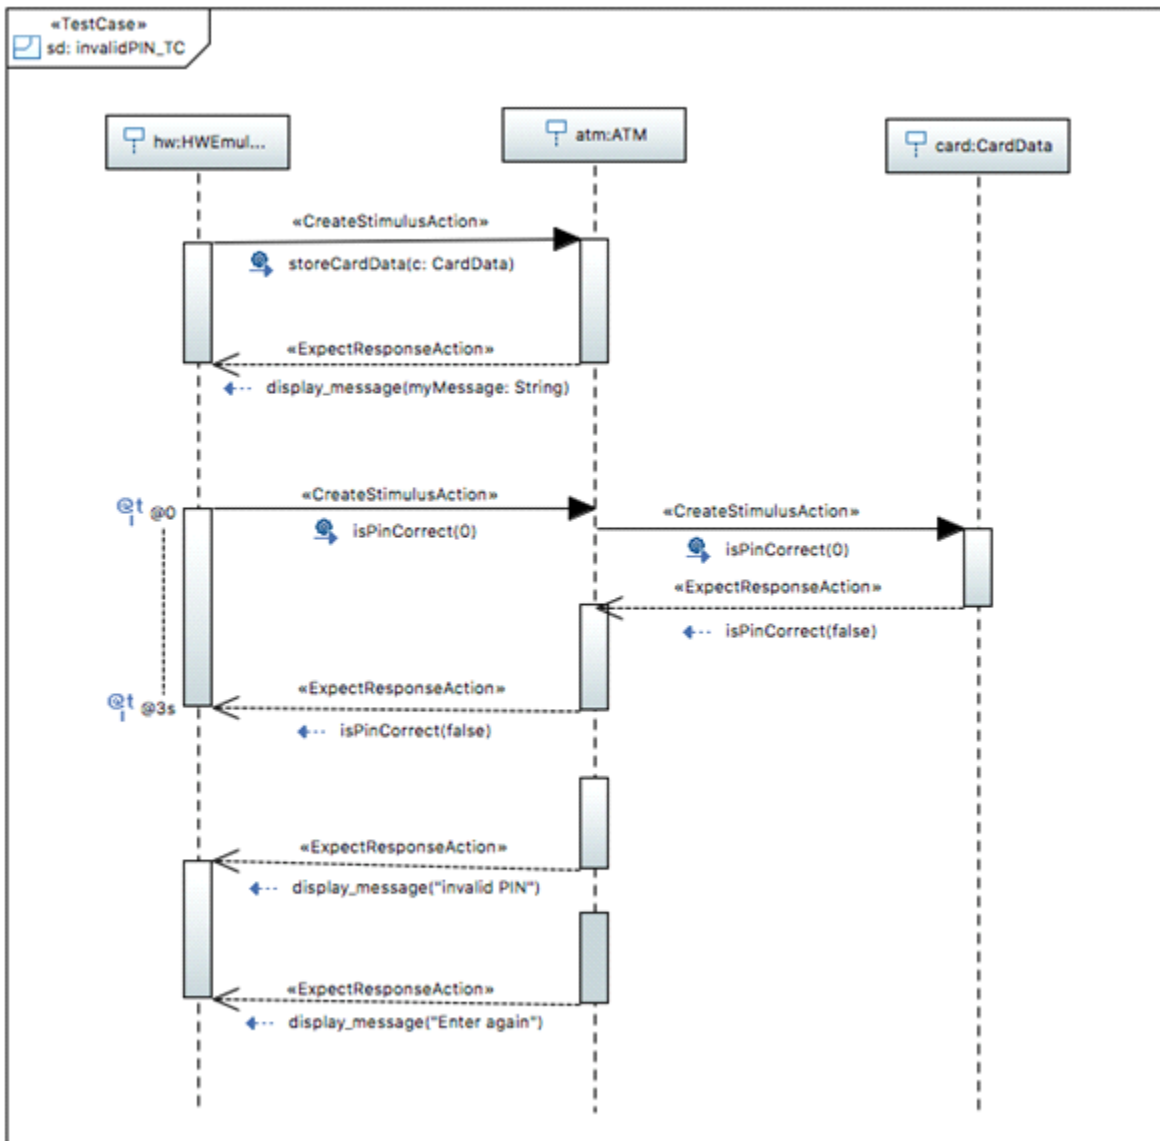 «TestCase»
sd: invalidPIN_TC
hw:HWEmul...
atm:ATM
card:CardData
«CreateStimulusAction»
storeCardData(c: CardData)
«ExpectResponseAction»
display_message(myMessage: String)
@t @0
«CreateStimulusAction»
isPinCorrect(0)
«CreateStimulusAction»
isPinCorrect(0)
«ExpectResponseAction»
isPinCorrect(false)
@t @3s
«ExpectResponseAction»
isPinCorrect(false)
«ExpectResponseAction»
display_message("invalid PIN")
«ExpectResponseAction»
display_message("Enter again")